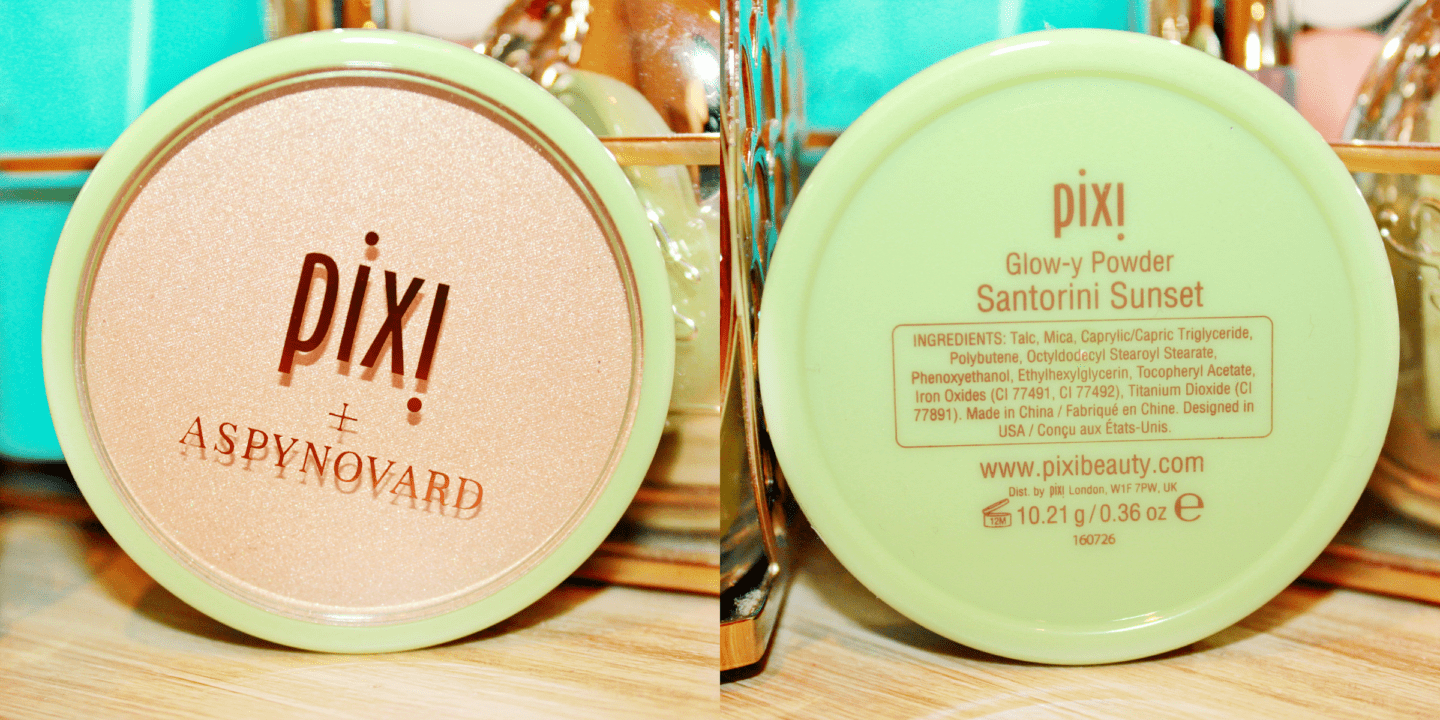 pixi
+
ASPYNOVARD
pixi
Glow-y Powder
Santorini Sunset
INGREDIENTS: Talc, Mica, Caprylic/Capric Triglyceride,
Polybutene, Octyldodecyl Stearoyl Stearate,
Phenoxyethanol, Ethylhexylglycerin, Tocopheryl Acetate,
Iron Oxides (CI 77491, CI 77492), Titanium Dioxide (CI
77891). Made in China / Fabriqué en Chine. Designed in
USA / Conçu aux États-Unis.
www.pixibeauty.com
Dist. by pixi London, W1F 7PW, UK
12M 10.21 g / 0.36 oz ℮
160726